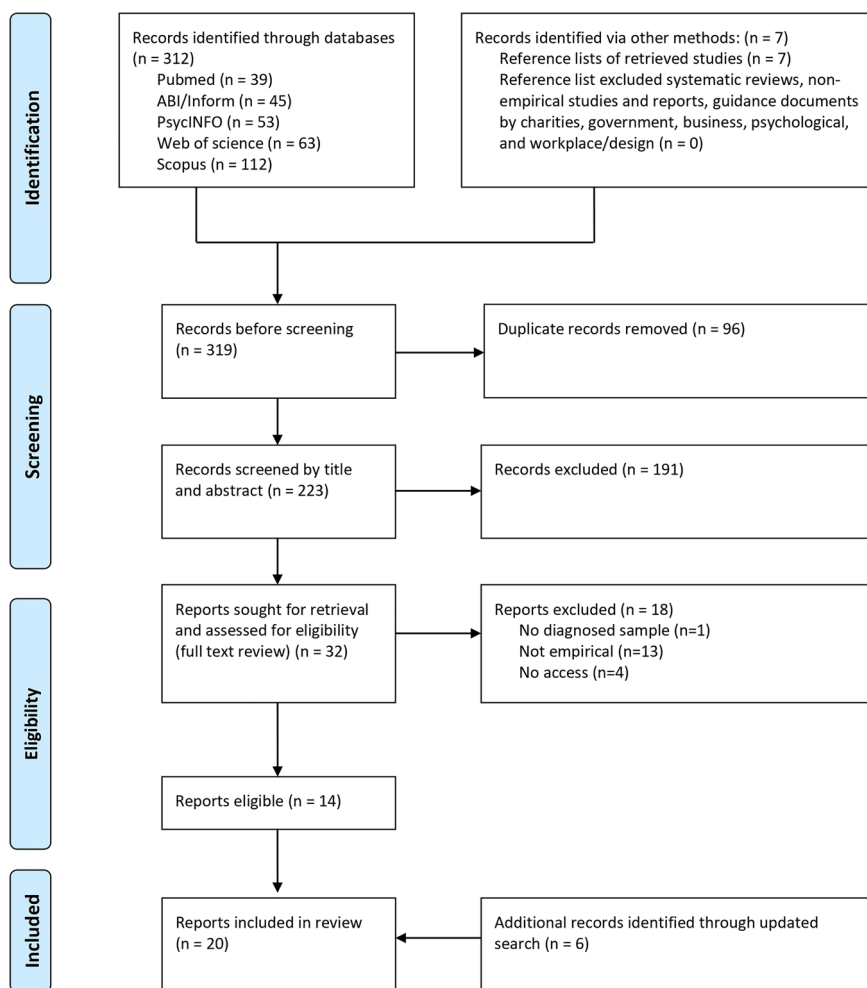 Identification
Records identified through databases
(n = 312)
Pubmed (n = 39)
ABI/Inform (n = 45)
PsycINFO (n = 53)
Web of science (n = 63)
Scopus (n = 112)
Records identified via other methods: (n = 7)
Reference lists of retrieved studies (n = 7)
Reference list excluded systematic reviews, non-
empirical studies and reports, guidance documents
by charities, government, business, psychological,
and workplace/design (n = 0)
Screening
Records before screening
(n = 319)
Duplicate records removed (n = 96)
Records screened by title
and abstract (n = 223)
Records excluded (n = 191)
Eligibility
Reports sought for retrieval
and assessed for eligibility
(full text review) (n = 32)
Reports excluded (n = 18)
No diagnosed sample (n=1)
Not empirical (n=13)
No access (n=4)
Reports eligible (n = 14)
Included
Reports included in review
(n = 20)
Additional records identified through updated
search (n = 6)